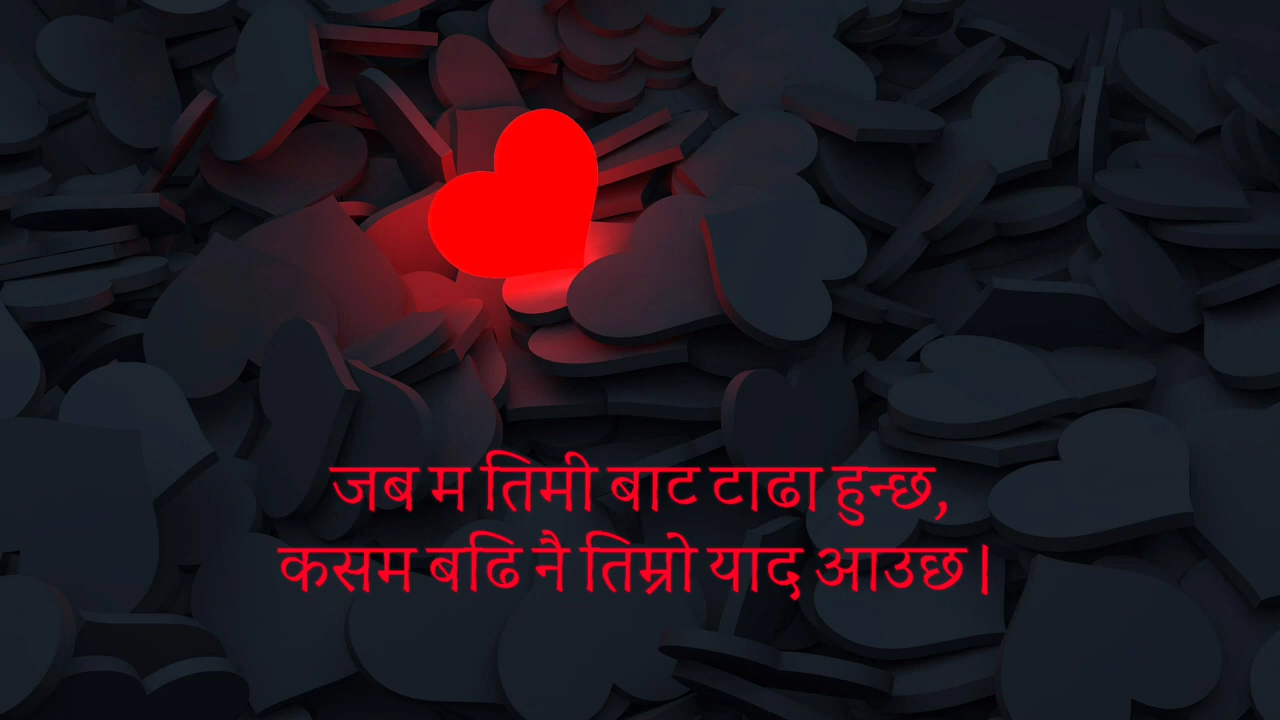 जब म तिमी बाट टाढा हुन्छ,
कसम बढि नै तिम्रो याद आउछ।